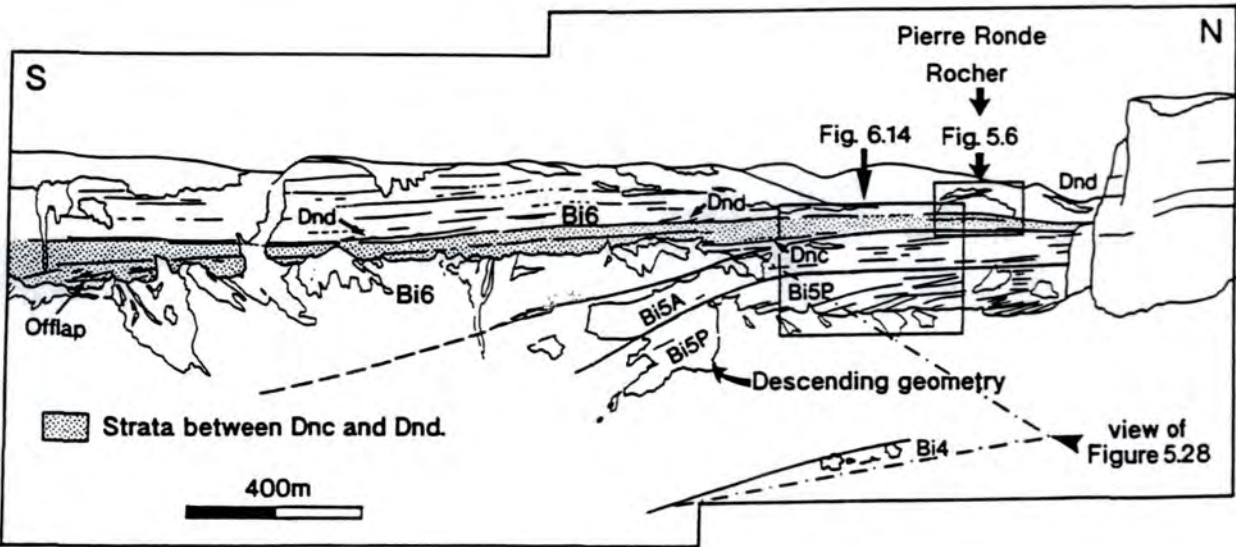 S
N
Pierre Ronde
Rocher
Fig. 6.14
Fig. 5.6
Dnd
Dnd
Dnd
Bi6
Dnc
Bi5P
Bi6
Bi5A
Bi5P
Offlap
Descending geometry
Strata between Dnc and Dnd.
view of
Figure 5.28
Bi4
400m